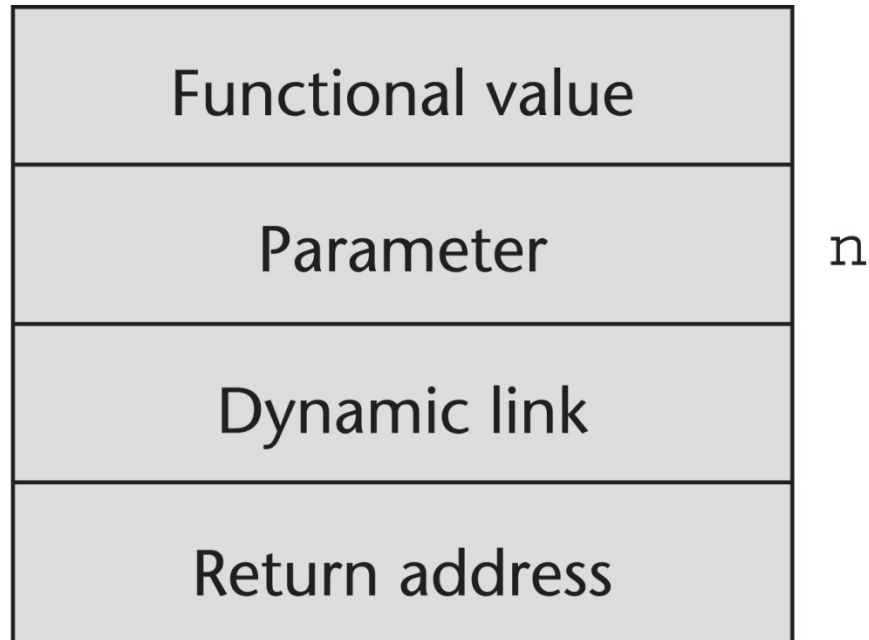 Functional value
Parameter n
Dynamic link
Return address